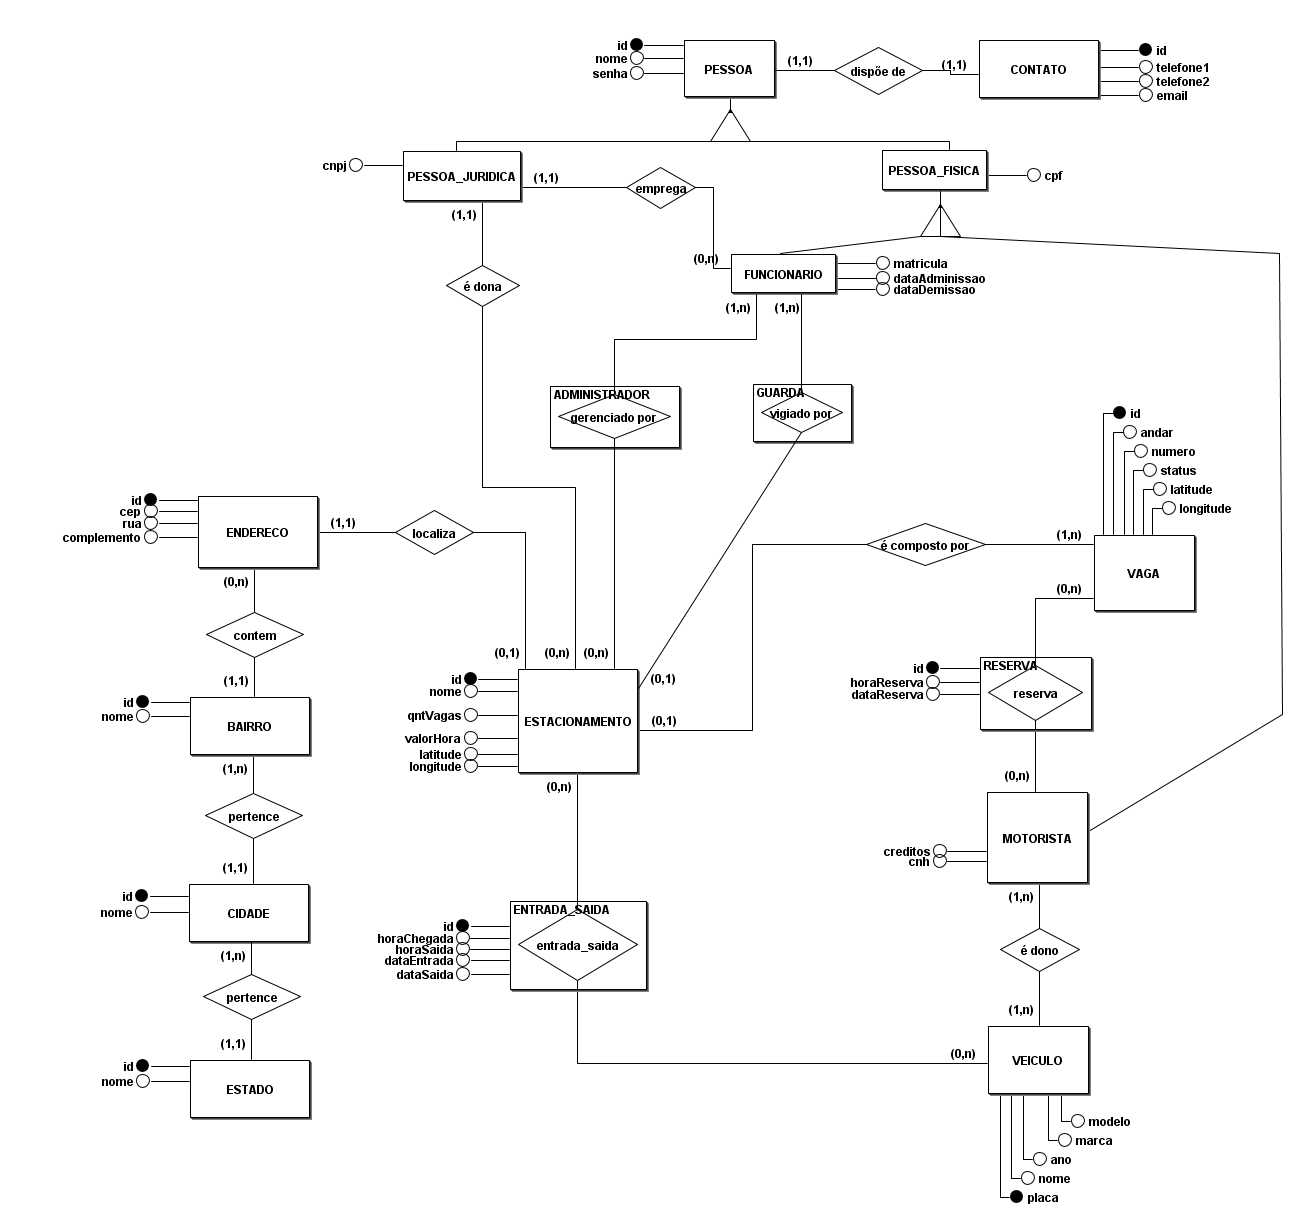 id
nome
senha
PESSOA
(1,1)
dispõe de
(1,1)
CONTATO
id
telefone1
telefone2
email
cnpj
PESSOA_JURIDICA
(1,1)
emprega
PESSOA_FISICA
cpf
(1,1)
(0,n)
FUNCIONARIO
matricula
dataAdminissao
dataDemissao
é dona
(1,n)
(1,n)
ADMINISTRADOR
gerenciado por
GUARDA
vigiado por
id
andar
numero
status
latitude
longitude
id
cep
rua
complemento
ENDERECO
(1,1)
localiza
é composto por
(1,n)
VAGA
(0,n)
(0,n)
contem
(1,1)
(0,1)
(0,n)
(0,n)
(0,1)
id
nome
BAIRRO
id
nome
qntVagas
valorHora
latitude
longitude
ESTACIONAMENTO
(0,1)
id
horaReserva
dataReserva
RESERVA
reserva
(1,n)
(0,n)
(0,n)
pertence
creditos
cnh
MOTORISTA
(1,1)
id
nome
CIDADE
(1,n)
ENTRADA_SAIDA
id
horaChegada
horaSaida
dataEntrada
dataSaida
entrada_saida
é dono
(1,n)
pertence
(1,n)
(1,1)
(0,n)
id
nome
ESTADO
VEICULO
modelo
marca
ano
nome
placa